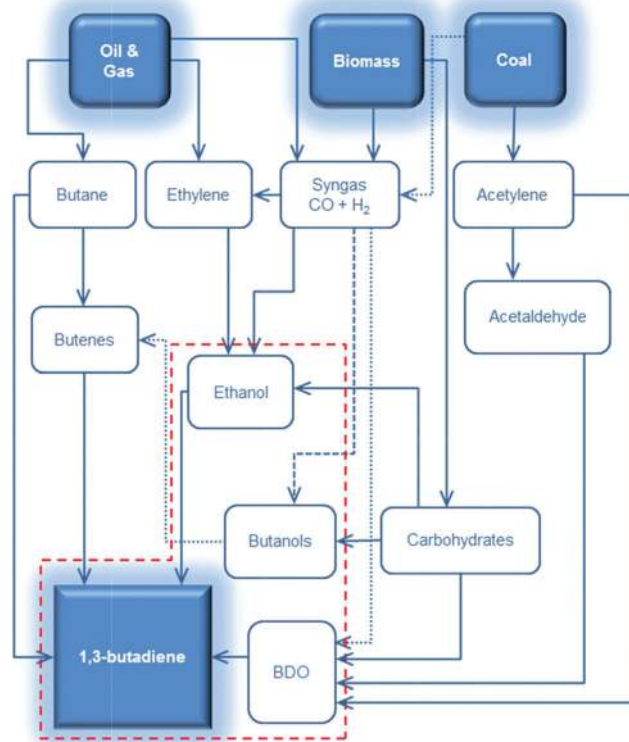 Oil &
Gas
Biomass
Coal
Butane
Ethylene
Syngas
CO + H₂
Acetylene
Acetaldehyde
Butenes
Ethanol
Butanols
Carbohydrates
1,3-butadiene
BDO